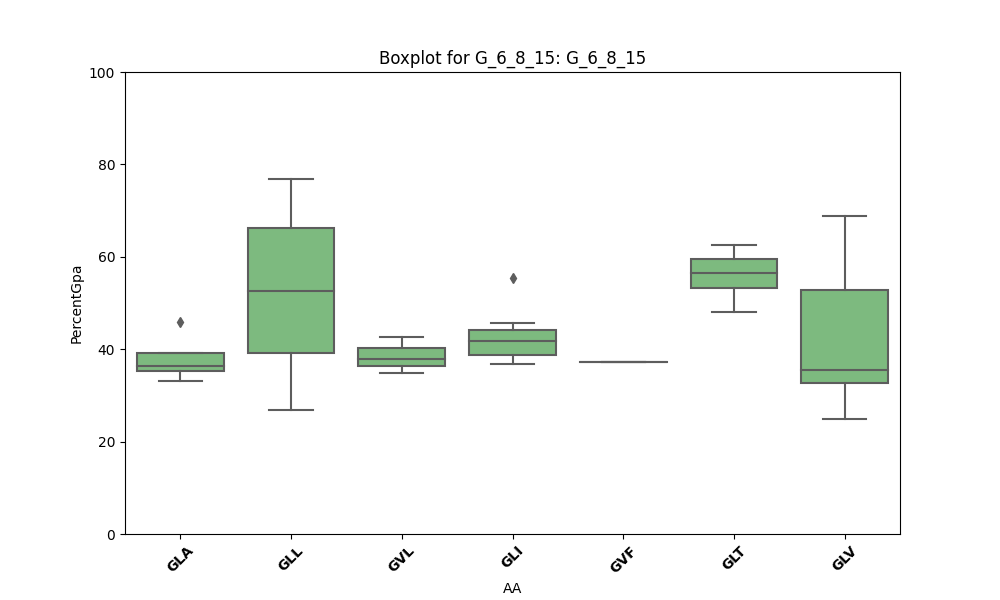 Boxplot for G_6_8_15: G_6_8_15
100
80
60
40
20
0
PercentGpa
GLA
GLL
GVL
GLI
GVF
GLT
GLV
AA